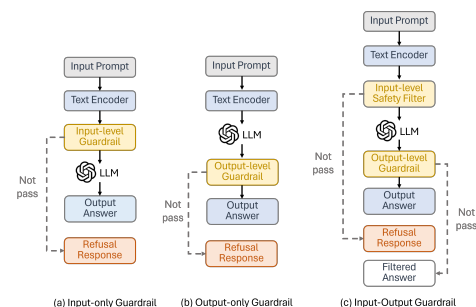 Input Prompt
Text Encoder
Input-level
Guardrail
LLM
Not
pass
Output
Answer
Refusal
Response
(a) Input-only Guardrail
Input Prompt
Text Encoder
LLM
Output-level
Guardrail
Not
pass
Output
Answer
Refusal
Response
(b) Output-only Guardrail
Input Prompt
Text Encoder
Input-level
Safety Filter
LLM
Not
pass
Output-level
Guardrail
Output
Answer
Not
pass
Refusal
Response
Filtered
Answer
(c) Input-Output Guardrail